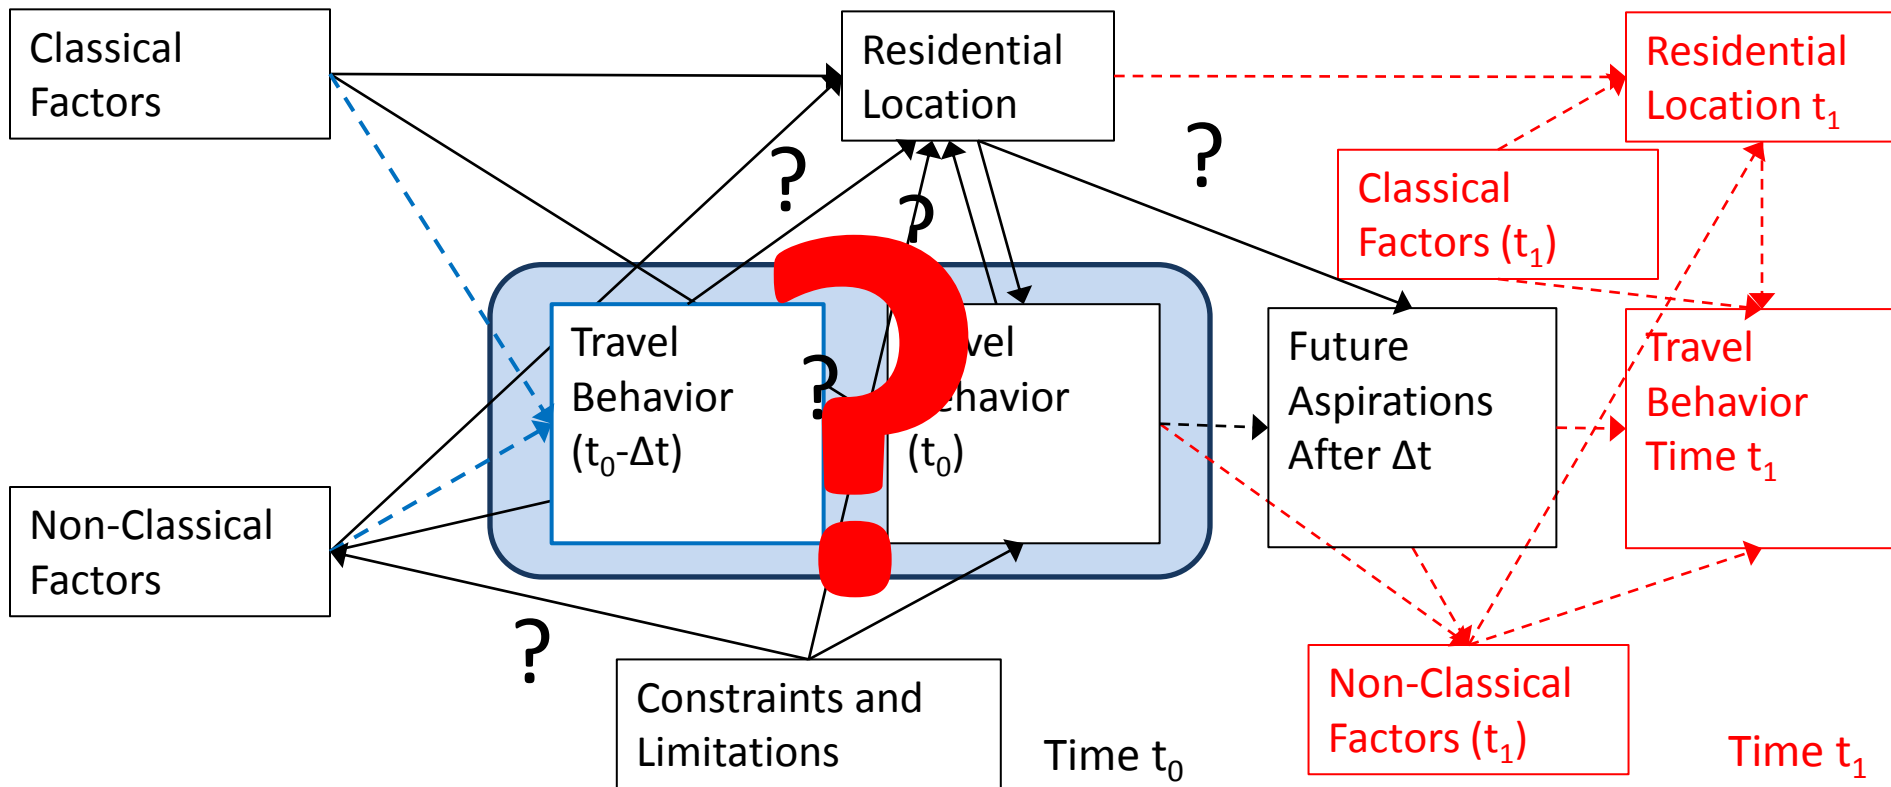 Classical
Factors
Residential
Location
Residential
Location t₁
?
?
?
Classical
Factors (t₁)
?
?
Travel
Behavior
(t₀-Δt)
vel
ehavior
(t₀)
Future
Aspirations
After Δt
Travel
Behavior
Time t₁
Non-Classical
Factors
?
Constraints and
Limitations
Time t₀
Non-Classical
Factors (t₁)
Time t₁